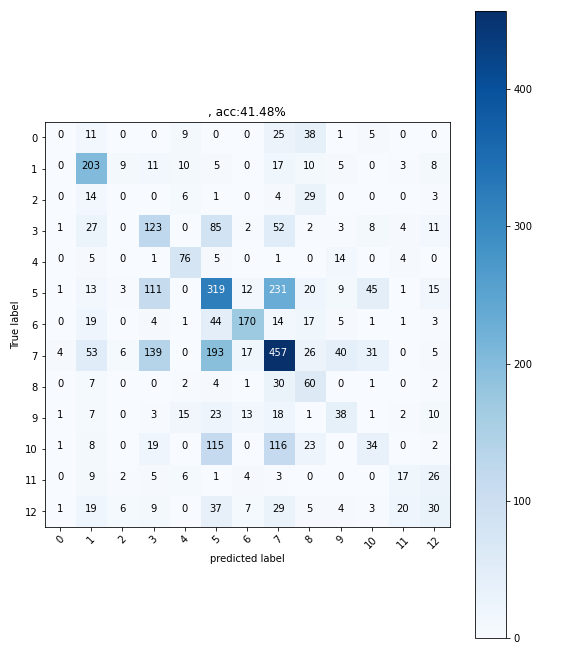 , acc:41.48%
True label
0 0 11 0 0 9 0 0 25 38 1 5 0 0
1 0 203 9 11 10 5 0 17 10 5 0 3 8
2 0 14 0 0 6 1 0 4 29 0 0 0 3
3 1 27 0 123 0 85 2 52 2 3 8 4 11
4 0 5 0 1 76 5 0 1 0 14 0 4 0
5 1 13 3 111 0 319 12 231 20 9 45 1 15
6 0 19 0 4 1 44 170 14 17 5 1 1 3
7 4 53 6 139 0 193 17 457 26 40 31 0 5
8 0 7 0 0 2 4 1 30 60 0 1 0 2
9 1 7 0 3 15 23 13 18 1 38 1 2 10
10 1 8 0 19 0 115 0 116 23 0 34 0 2
11 0 9 2 5 6 1 4 3 0 0 0 17 26
12 1 19 6 9 0 37 7 29 5 4 3 20 30
0 1 2 3 4 5 6 7 8 9 10 11 12
predicted label
400
300
200
100
0